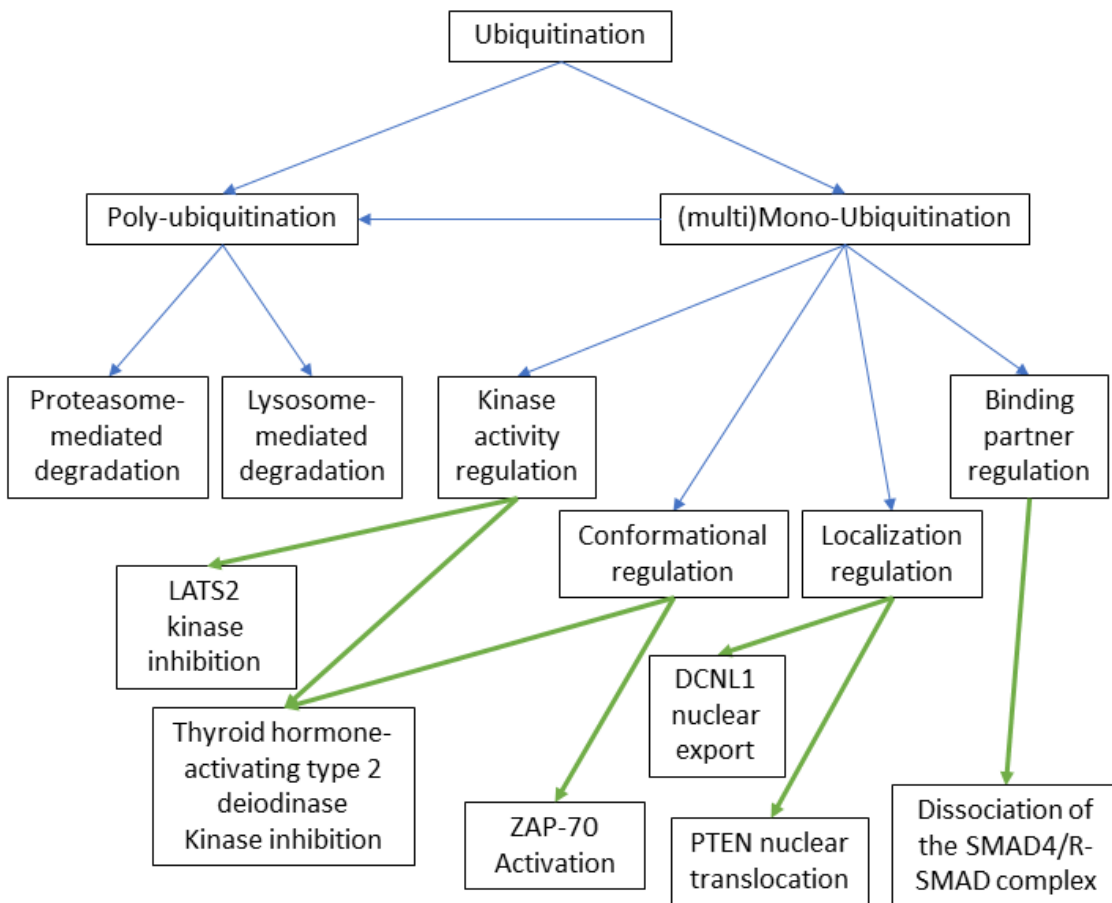 Ubiquitination
Poly-ubiquitination
(multi)Mono-Ubiquitination
Proteasome-
mediated
degradation
Lysosome-
mediated
degradation
Kinase
activity
regulation
Binding
partner
regulation
Conformational
regulation
Localization
regulation
LATS2
kinase
inhibition
DCNL1
nuclear
export
Thyroid hormone-
activating type 2
deiodinase
Kinase inhibition
ZAP-70
Activation
PTEN nuclear
translocation
Dissociation of
the SMAD4/R-
SMAD complex